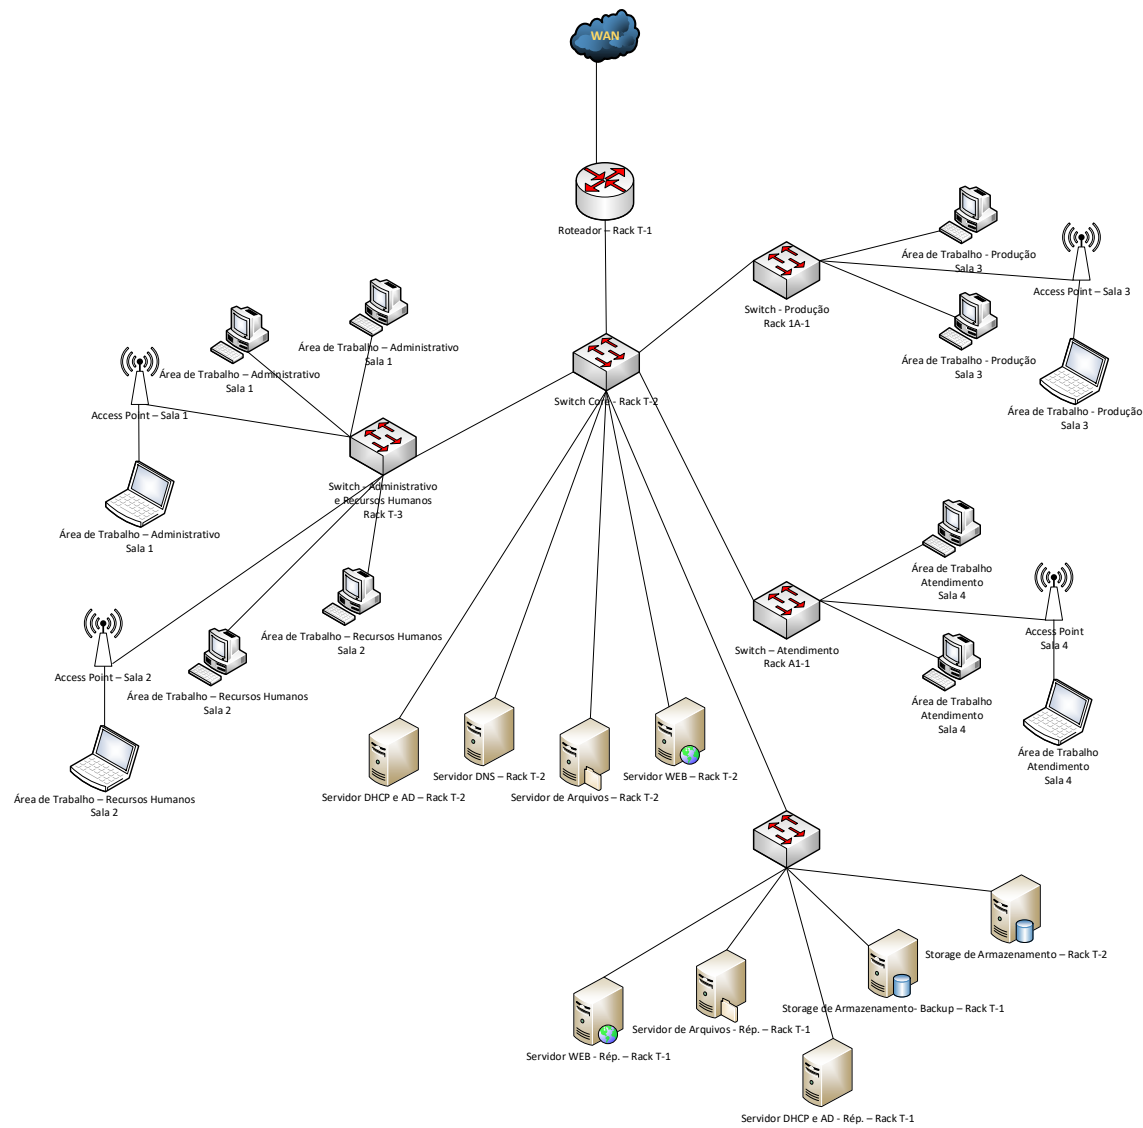 WAN
Roteador – Rack T-1
Área de Trabalho - Produção
Sala 3
Access Point – Sala 3
Switch - Produção
Rack 1A-1
Área de Trabalho - Produção
Sala 3
Área de Trabalho - Produção
Sala 3
Área de Trabalho – Administrativo
Sala 1
Área de Trabalho – Administrativo
Sala 1
Access Point – Sala 1
Switch Core - Rack T-2
Switch - Administrativo
e Recursos Humanos
Rack T-3
Área de Trabalho – Administrativo
Sala 1
Área de Trabalho
Atendimento
Sala 4
Access Point
Sala 4
Switch – Atendimento
Rack A1-1
Área de Trabalho
Atendimento
Sala 4
Área de Trabalho
Atendimento
Sala 4
Área de Trabalho – Recursos Humanos
Sala 2
Access Point – Sala 2
Área de Trabalho – Recursos Humanos
Sala 2
Área de Trabalho – Recursos Humanos
Sala 2
Servidor DHCP e AD – Rack T-2
Servidor DNS – Rack T-2
Servidor de Arquivos – Rack T-2
Servidor WEB – Rack T-2
Storage de Armazenamento – Rack T-2
Storage de Armazenamento- Backup – Rack T-1
Servidor de Arquivos - Rép. – Rack T-1
Servidor WEB - Rép. – Rack T-1
Servidor DHCP e AD - Rép. – Rack T-1